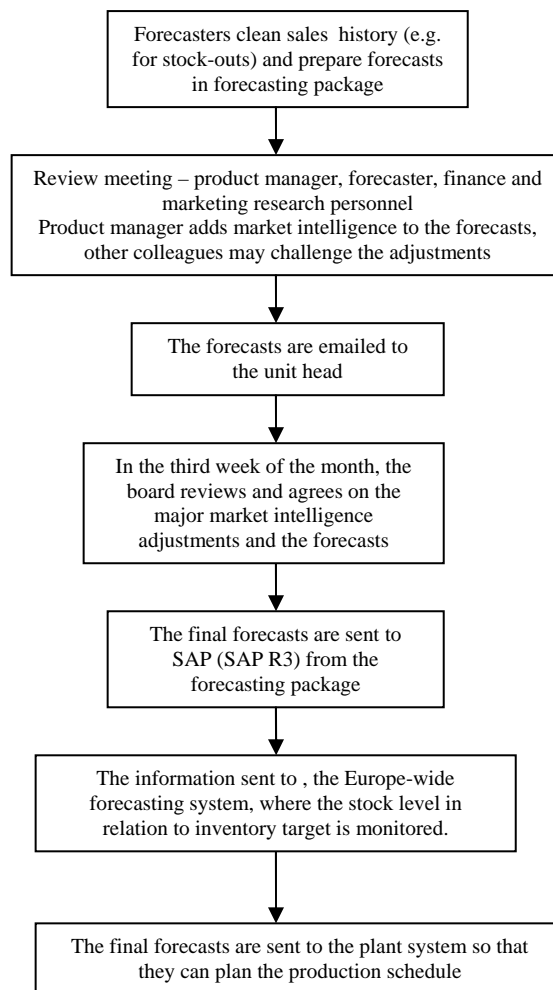 Forecasters clean sales  history (e.g.
for stock-outs) and prepare forecasts
in forecasting package
Review meeting – product manager, forecaster, finance and
marketing research personnel
Product manager adds market intelligence to the forecasts,
other colleagues may challenge the adjustments
The forecasts are emailed to
the unit head
In the third week of the month, the
board reviews and agrees on the
major market intelligence
adjustments and the forecasts
The final forecasts are sent to
SAP (SAP R3) from the
forecasting package
The information sent to , the Europe-wide
forecasting system, where the stock level in
relation to inventory target is monitored.
The final forecasts are sent to the plant system so that
they can plan the production schedule